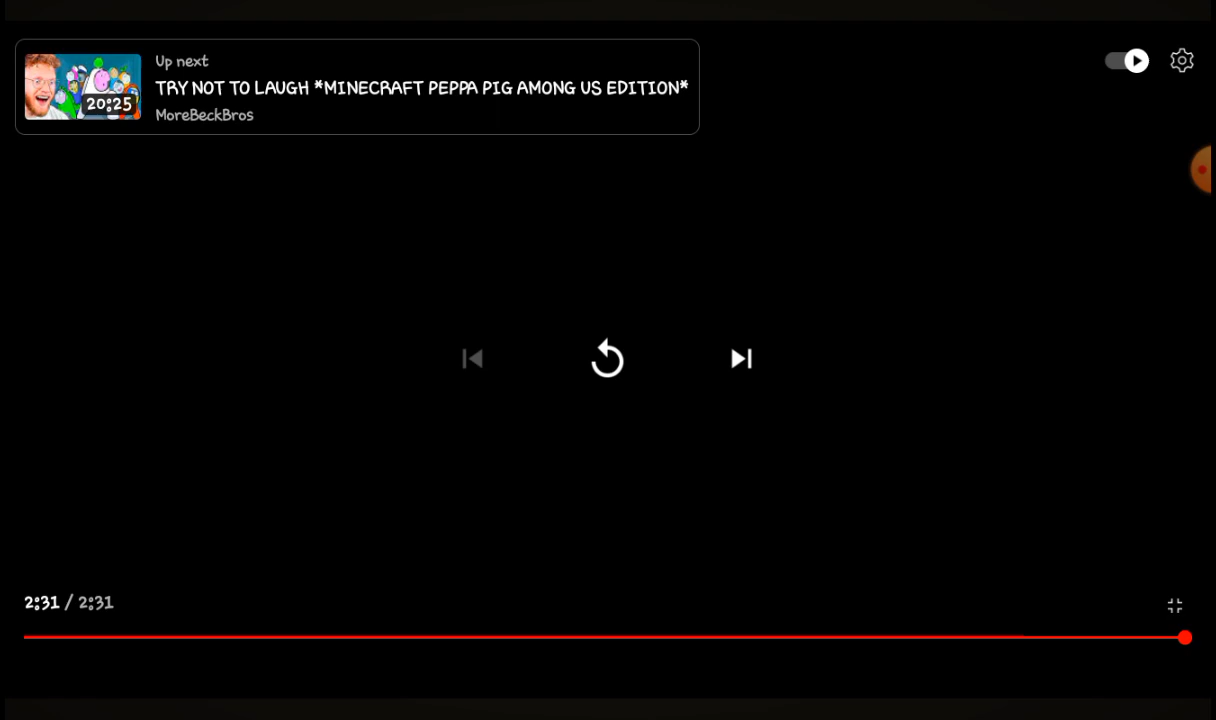 Up next
TRY NOT TO LAUGH *MINECRAFT PEPPA PIG AMONG US EDITION*
20:25
MoreBeckBros
2:31 / 2:31